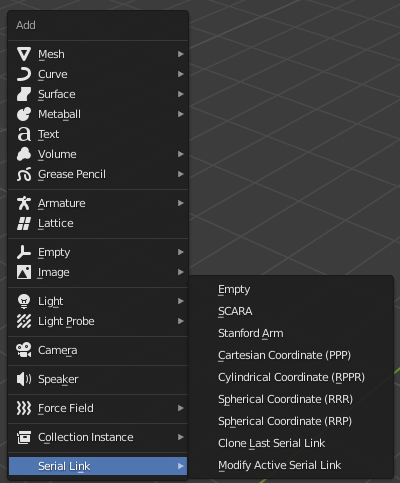 Add
Mesh
Curve
Surface
Metaball
Text
Volume
Grease Pencil
Armature
Lattice
Empty
Image
Light
Light Probe
Camera
Speaker
Force Field
Collection Instance
Serial Link
Empty
SCARA
Stanford Arm
Cartesian Coordinate (PPP)
Cylindrical Coordinate (RPPR)
Spherical Coordinate (RRR)
Spherical Coordinate (RRP)
Clone Last Serial Link
Modify Active Serial Link